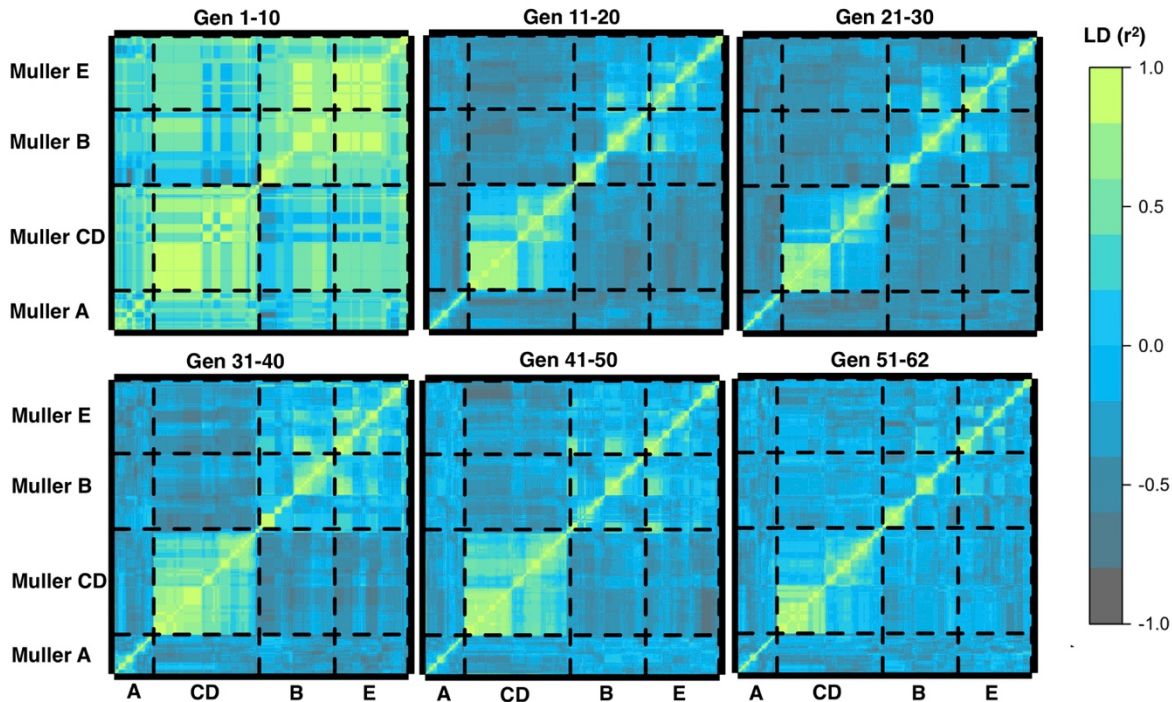 Gen 1-10
Gen 11-20
Gen 21-30
LD (r²)
Muller E
Muller B
Muller CD
Muller A
1.0
0.5
0.0
-0.5
-1.0
Gen 31-40
Gen 41-50
Gen 51-62
Muller E
Muller B
Muller CD
Muller A
A CD B E
A CD B E
A CD B E